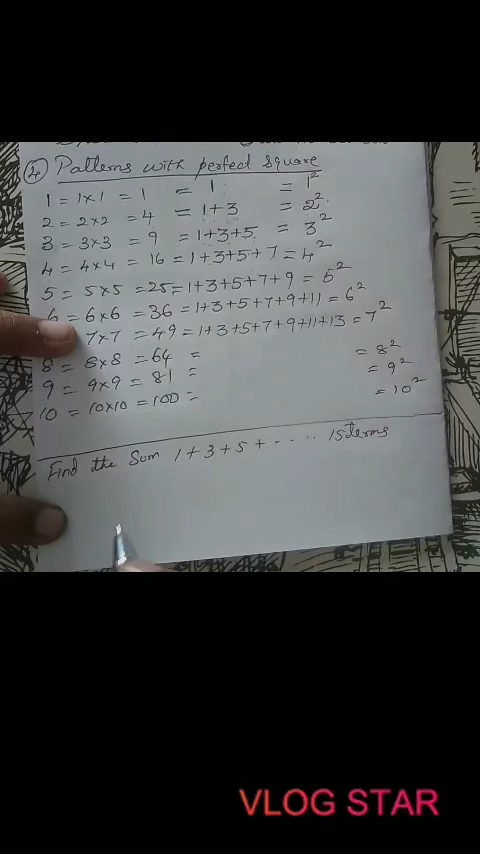 ④ Patterns with perfect square
1 = 1×1 = 1 = 1 = 1²
2 = 2×2 = 4 = 1+3 = 2²
3 = 3×3 = 9 = 1+3+5 = 3²
4 = 4×4 = 16 = 1+3+5+7 = 4²
5 = 5×5 = 25 = 1+3+5+7+9 = 5²
6 = 6×6 = 36 = 1+3+5+7+9+11 = 6²
7×7 = 49 = 1+3+5+7+9+11+13 = 7²
8 = 8×8 = 64 = = 8²
9 = 9×9 = 81 = = 9²
10 = 10×10 = 100 = = 10²
Find the Sum 1+3+5+ - - . . . . 15 terms
VLOG STAR